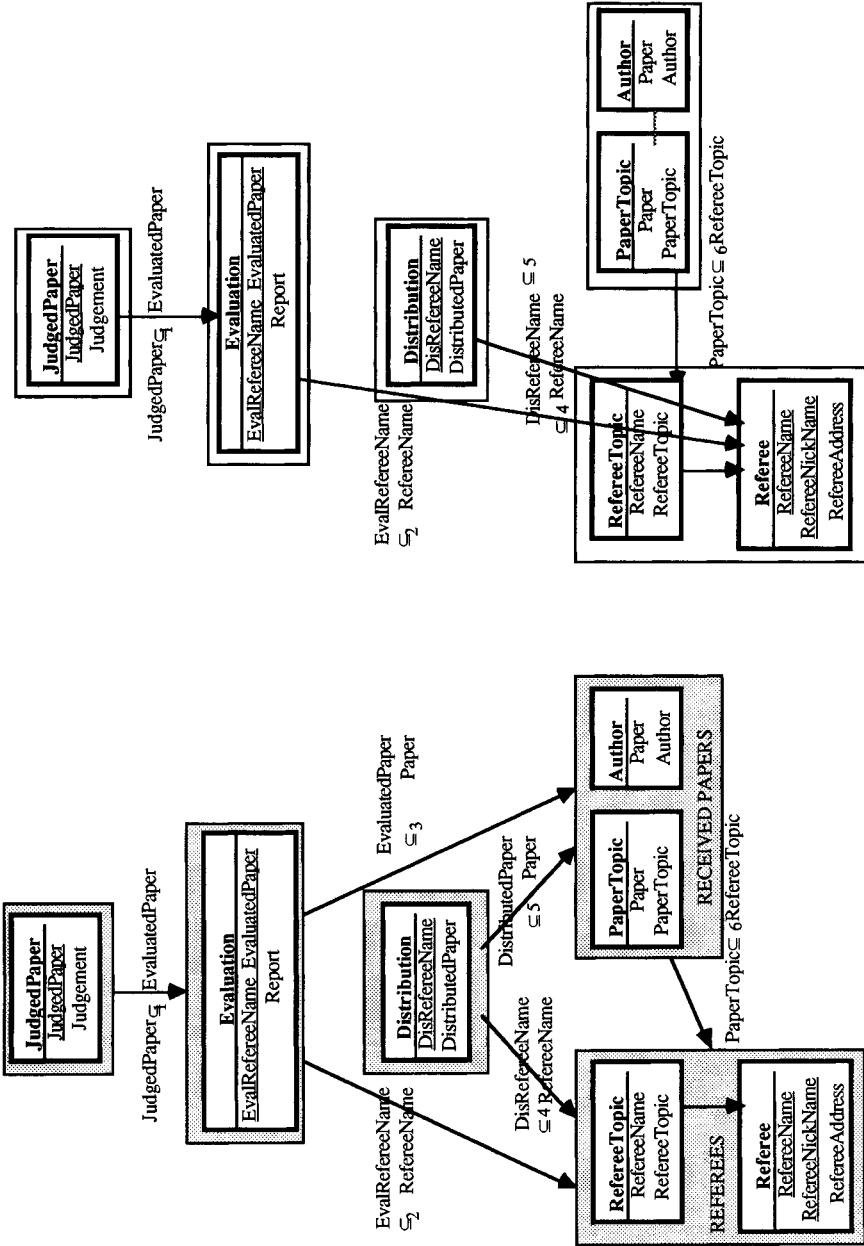 JudgedPaper
JudgedPaper
Judgement
JudgedPaper ⊆1 EvaluatedPaper
Evaluation
EvalRefereeName EvaluatedPaper
Report
EvalRefereeName
⊆2 RefereeName
EvaluatedPaper
⊆3 Paper
Distribution
DisRefereeName
DistributedPaper
DisRefereeName
⊆4 RefereeName
DistributedPaper
⊆5 Paper
RefereeTopic
RefereeName
RefereeTopic
Referee
RefereeName
RefereeNickName
RefereeAddress
REFEREES
PaperTopic
Paper
PaperTopic
Author
Paper
Author
RECEIVED PAPERS
PaperTopic ⊆ 6 RefereeTopic
JudgedPaper
JudgedPaper
Judgement
JudgedPaper ⊆1 EvaluatedPaper
Evaluation
EvalRefereeName EvaluatedPaper
Report
EvalRefereeName
⊆2 RefereeName
Distribution
DisRefereeName
DistributedPaper
DisRefereeName ⊆ 5
⊆ 4 RefereeName
RefereeTopic
RefereeName
RefereeTopic
Referee
RefereeName
RefereeNickName
RefereeAddress
PaperTopic
Paper
PaperTopic
Author
Paper
Author
PaperTopic ⊆ 6 RefereeTopic